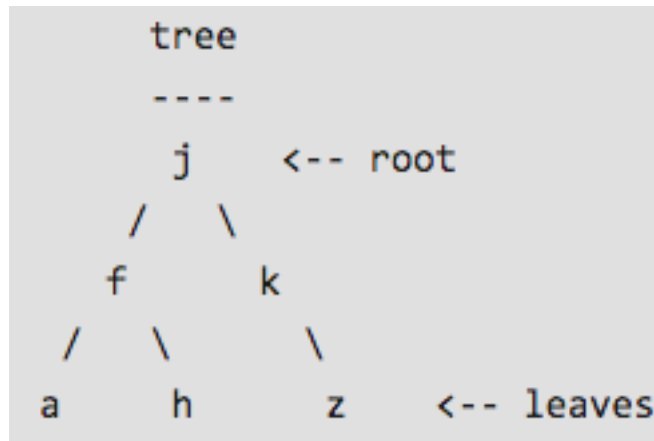 tree
----
j <-- root
/ \
f k
/ \ \
a h z <-- leaves